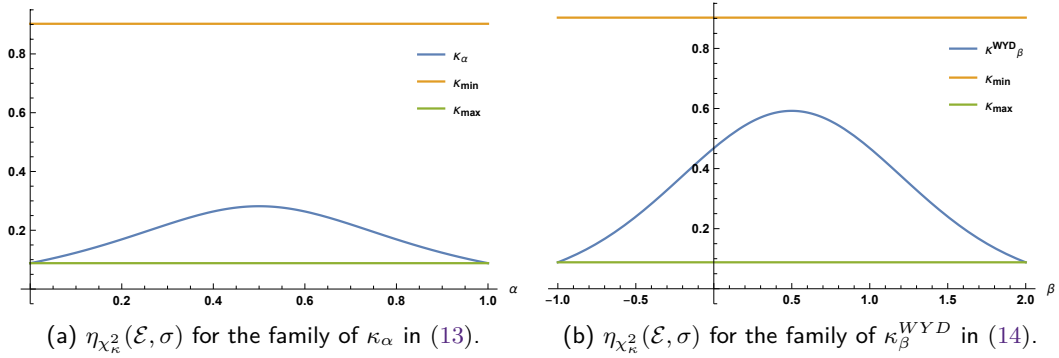 0.8
0.6
0.4
0.2
0.2 0.4 0.6 0.8 1.0 α
κα
κmin
κmax
(a) ηχ²κ(ℰ, σ) for the family of κα in (13).
0.8
0.6
0.4
0.2
-1.0 -0.5 0.5 1.0 1.5 2.0 β
κ^WYD β
κmin
κmax
(b) ηχ²κ(ℰ, σ) for the family of κβ^WYD in (14).